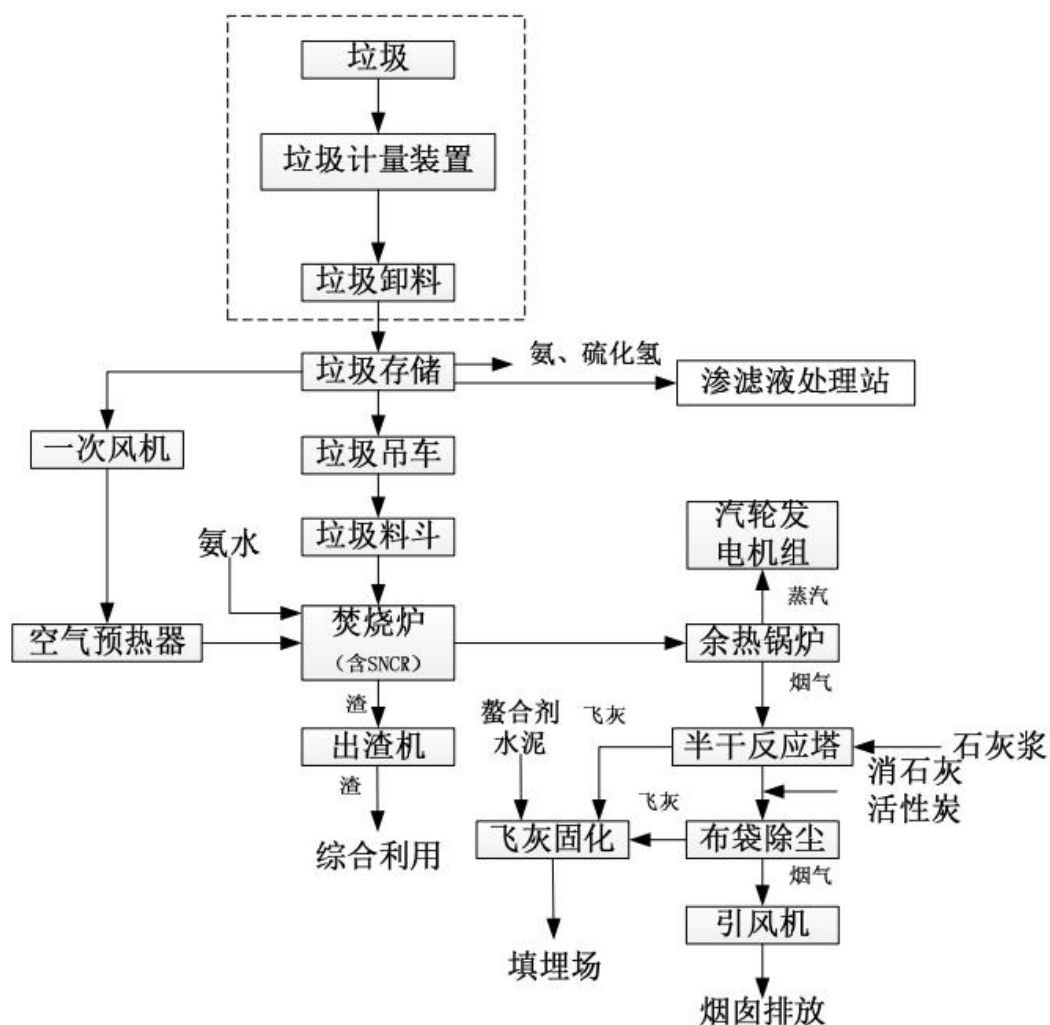 垃圾
垃圾计量装置
垃圾卸料
垃圾存储
氨、硫化氢
渗滤液处理站
一次风机
垃圾吊车
垃圾料斗
氨水
汽轮发
电机组
蒸汽
空气预热器
焚烧炉
（含SNCR）
余热锅炉
渣
烟气
螯合剂
水泥
飞灰
出渣机
半干反应塔
石灰浆
消石灰
活性炭
渣
飞灰
综合利用
飞灰固化
布袋除尘
烟气
引风机
填埋场
烟囱排放